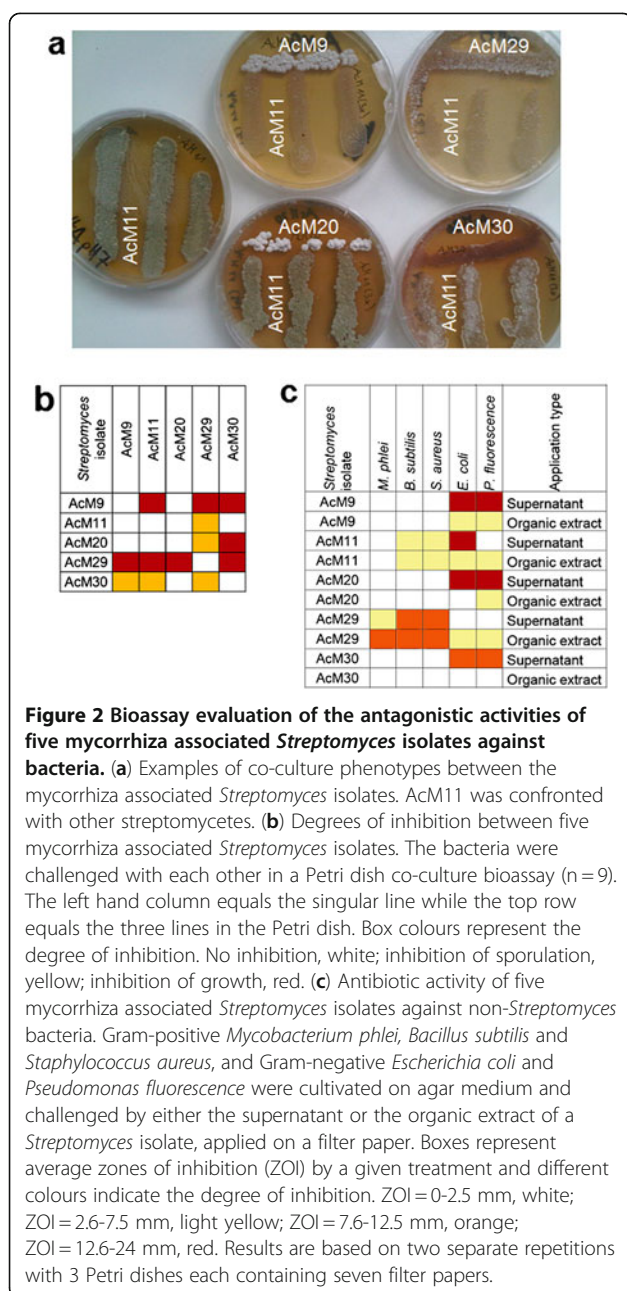 a
AcM9
AcM29
AcM11
AcM11
AcM11
AcM20
AcM30
AcM11
AcM11
b
Streptomyces isolate
AcM9
AcM11
AcM20
AcM29
AcM30
AcM9
AcM11
AcM20
AcM29
AcM30
c
Streptomyces isolate
M. phlei
B. subtilis
S. aureus
E. coli
P. fluorescence
Application type
AcM9 Supernatant
AcM9 Organic extract
AcM11 Supernatant
AcM11 Organic extract
AcM20 Supernatant
AcM20 Organic extract
AcM29 Supernatant
AcM29 Organic extract
AcM30 Supernatant
AcM30 Organic extract
Figure 2 Bioassay evaluation of the antagonistic activities of
five mycorrhiza associated Streptomyces isolates against
bacteria. (a) Examples of co-culture phenotypes between the
mycorrhiza associated Streptomyces isolates. AcM11 was confronted
with other streptomycetes. (b) Degrees of inhibition between five
mycorrhiza associated Streptomyces isolates. The bacteria were
challenged with each other in a Petri dish co-culture bioassay (n = 9).
The left hand column equals the singular line while the top row
equals the three lines in the Petri dish. Box colours represent the
degree of inhibition. No inhibition, white; inhibition of sporulation,
yellow; inhibition of growth, red. (c) Antibiotic activity of five
mycorrhiza associated Streptomyces isolates against non-Streptomyces
bacteria. Gram-positive Mycobacterium phlei, Bacillus subtilis and
Staphylococcus aureus, and Gram-negative Escherichia coli and
Pseudomonas fluorescence were cultivated on agar medium and
challenged by either the supernatant or the organic extract of a
Streptomyces isolate, applied on a filter paper. Boxes represent
average zones of inhibition (ZOI) by a given treatment and different
colours indicate the degree of inhibition. ZOI = 0-2.5 mm, white;
ZOI = 2.6-7.5 mm, light yellow; ZOI = 7.6-12.5 mm, orange;
ZOI = 12.6-24 mm, red. Results are based on two separate repetitions
with 3 Petri dishes each containing seven filter papers.